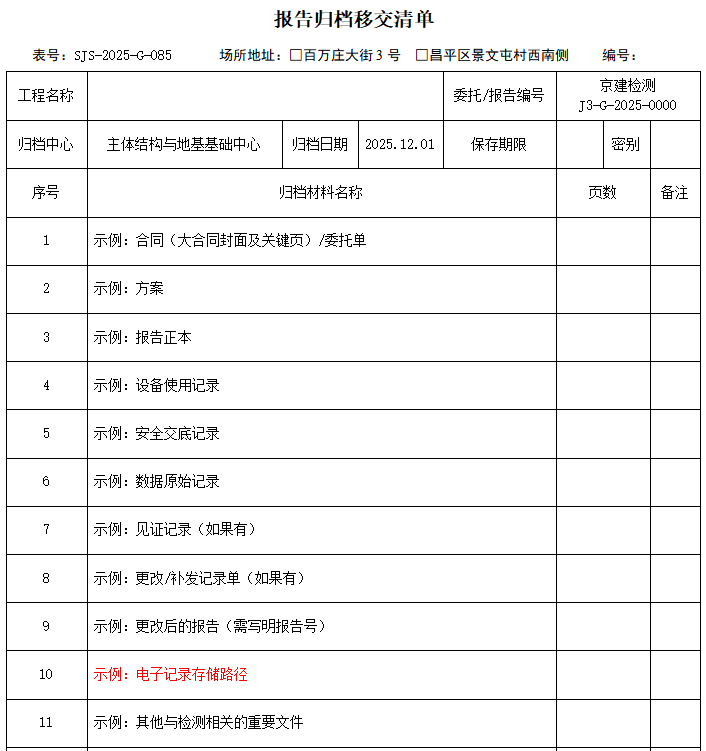 报告归档移交清单
表号：SJS-2025-G-085 场所地址：□百万庄大街3号 □昌平区景文屯村西南侧 编号：
工程名称 委托/报告编号 京建检测
J3-G-2025-0000
归档中心 主体结构与地基基础中心 归档日期 2025.12.01 保存期限 密别
序号 归档材料名称 页数 备注
1 示例：合同（大合同封面及关键页）/委托单
2 示例：方案
3 示例：报告正本
4 示例：设备使用记录
5 示例：安全交底记录
6 示例：数据原始记录
7 示例：见证记录（如果有）
8 示例：更改/补发记录单（如果有）
9 示例：更改后的报告（需写明报告号）
10 示例：电子记录存储路径
11 示例：其他与检测相关的重要文件